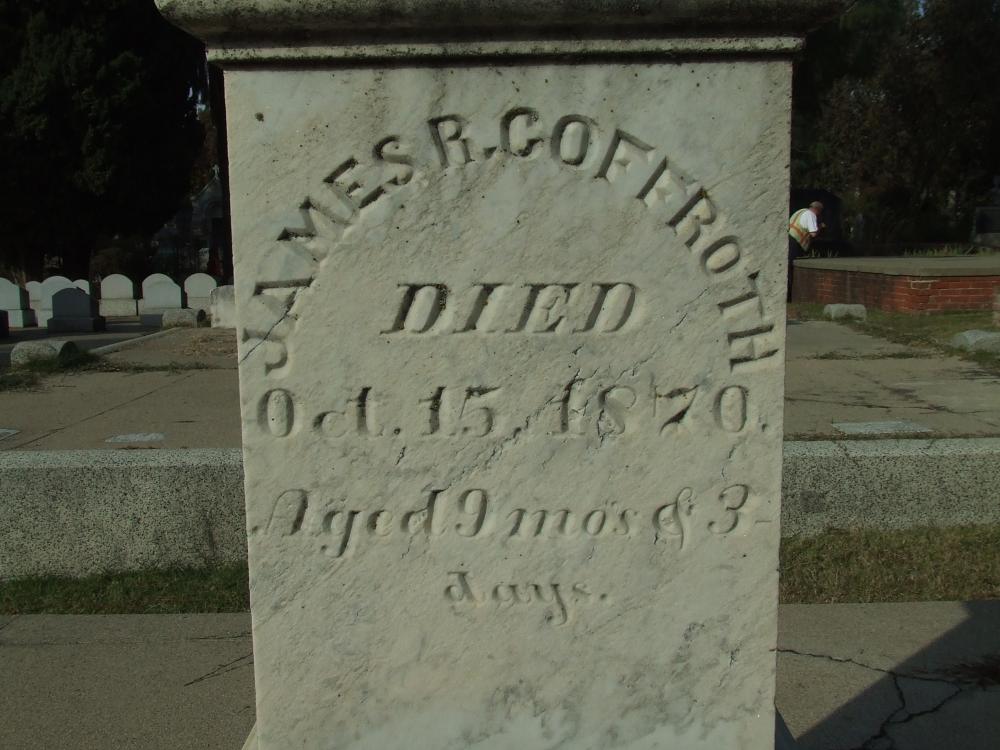 JAMES R. COFFROTH
DIED
Oct. 15, 1870.
Aged 9 mos & 3
days.